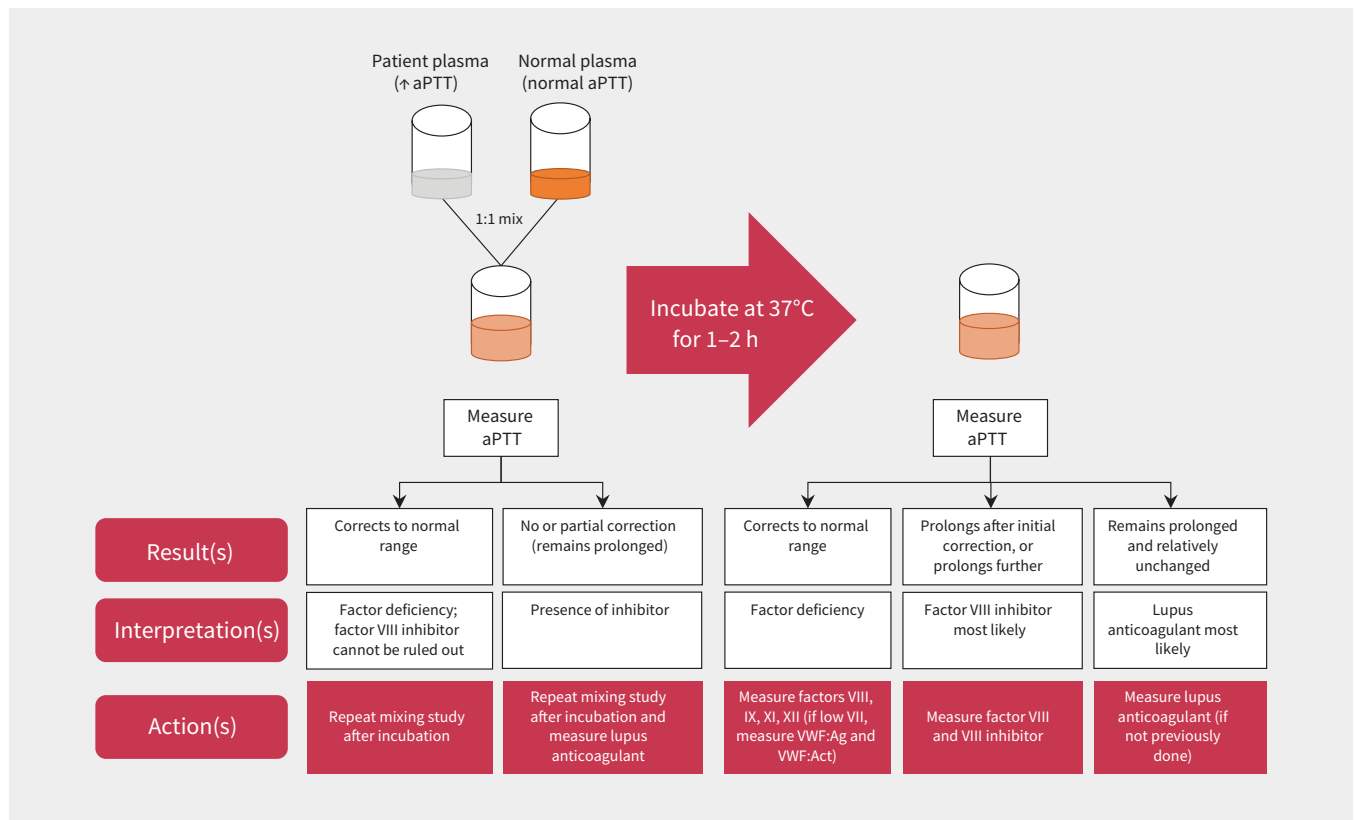 Patient plasma
(↑ aPTT)
Normal plasma
(normal aPTT)
1:1 mix
Incubate at 37°C
for 1–2 h
Measure
aPTT
Measure
aPTT
Result(s)
Corrects to normal
range
No or partial correction
(remains prolonged)
Corrects to normal
range
Prolongs after initial
correction, or
prolongs further
Remains prolonged
and relatively
unchanged
Interpretation(s)
Factor deficiency;
factor VIII inhibitor
cannot be ruled out
Presence of inhibitor
Factor deficiency
Factor VIII inhibitor
most likely
Lupus
anticoagulant most
likely
Action(s)
Repeat mixing study
after incubation
Repeat mixing study
after incubation and
measure lupus
anticoagulant
Measure factors VIII,
IX, XI, XII (if low VII,
measure VWF:Ag and
VWF:Act)
Measure factor VIII
and VIII inhibitor
Measure lupus
anticoagulant (if
not previously
done)